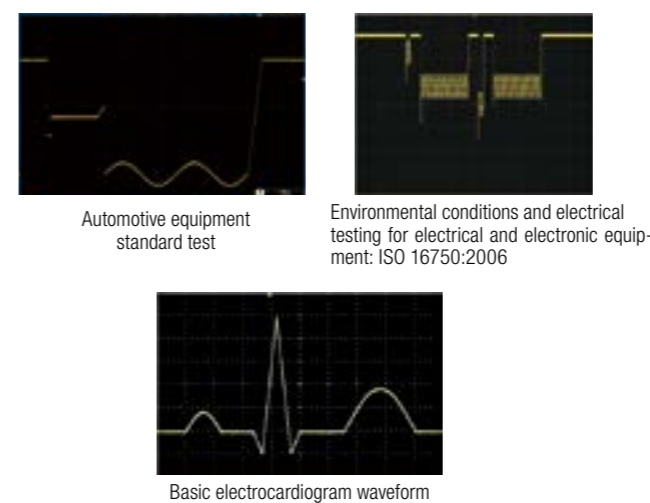 Automotive equipment
standard test
Environmental conditions and electrical
testing for electrical and electronic equip-
ment: ISO 16750:2006
Basic electrocardiogram waveform